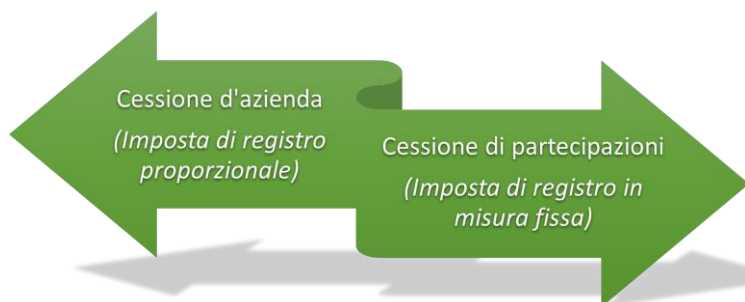 Cessione d'azienda
(Imposta di registro
proporzionale)
Cessione di partecipazioni
(Imposta di registro in
misura fissa)